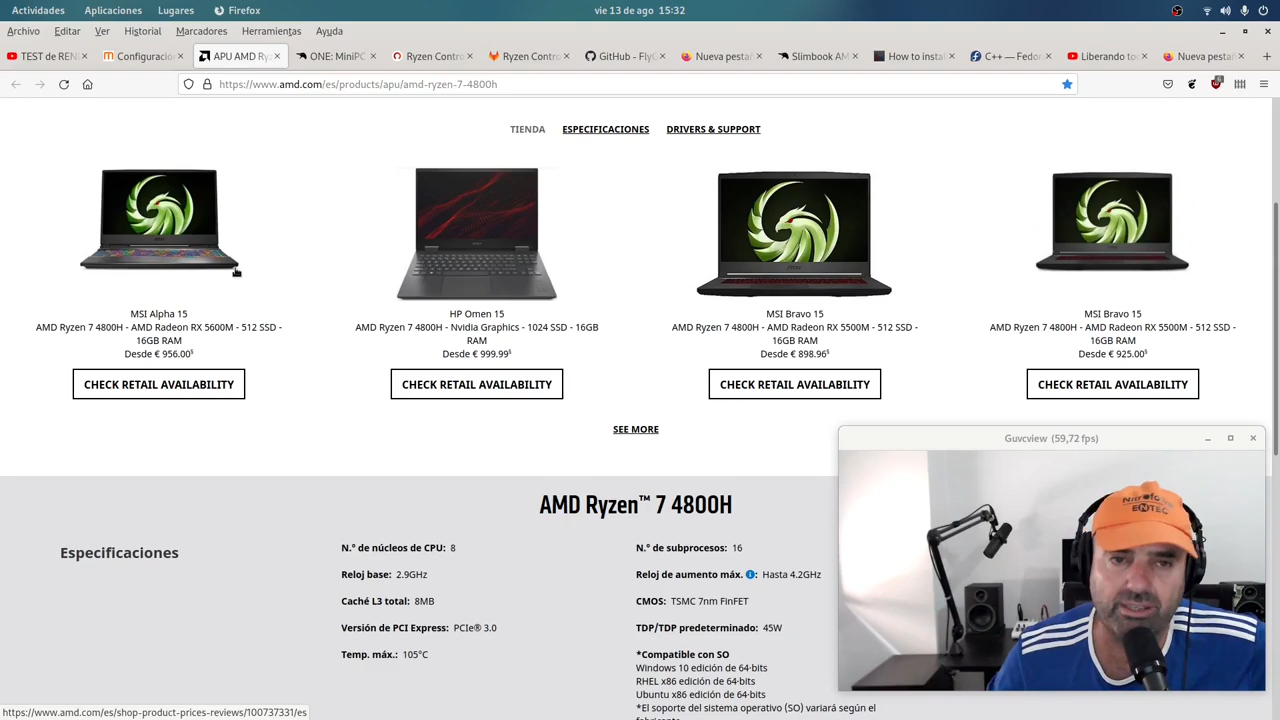 Actividades Aplicaciones Lugares Firefox vie 13 de ago 15:32
Archivo Editar Ver Historial Marcadores Herramientas Ayuda
TEST de REN Configuracio APU AMD Ryz ONE: MiniPC Ryzen Contro Ryzen Contro GitHub - FlyG Nueva pestañ Slimbook AM How to install C++ — Fedor Liberando to Nueva pestañ
https://www.amd.com/es/products/apu/amd-ryzen-7-4800h
TIENDA ESPECIFICACIONES DRIVERS & SUPPORT
MSI Alpha 15
AMD Ryzen 7 4800H - AMD Radeon RX 5600M - 512 SSD -
16GB RAM
Desde € 956.00§
CHECK RETAIL AVAILABILITY
HP Omen 15
AMD Ryzen 7 4800H - Nvidia Graphics - 1024 SSD - 16GB
RAM
Desde € 999.99§
CHECK RETAIL AVAILABILITY
MSI Bravo 15
AMD Ryzen 7 4800H - AMD Radeon RX 5500M - 512 SSD -
16GB RAM
Desde € 898.96§
CHECK RETAIL AVAILABILITY
MSI Bravo 15
AMD Ryzen 7 4800H - AMD Radeon RX 5500M - 512 SSD -
16GB RAM
Desde € 925.00§
CHECK RETAIL AVAILABILITY
SEE MORE
AMD Ryzen™ 7 4800H
Especificaciones
N.° de núcleos de CPU: 8
Reloj base: 2.9GHz
Caché L3 total: 8MB
Versión de PCI Express: PCIe® 3.0
Temp. máx.: 105°C
N.° de subprocesos: 16
Reloj de aumento máx. : Hasta 4.2GHz
CMOS: TSMC 7nm FinFET
TDP/TDP predeterminado: 45W
*Compatible con SO
Windows 10 edición de 64-bits
RHEL x86 edición de 64-bits
Ubuntu x86 edición de 64-bits
*El soporte del sistema operativo (SO) variará según el
fabricante
Guvcview (59,72 fps)
ENTEC
https://www.amd.com/es/shop-product-prices-reviews/100737331/es